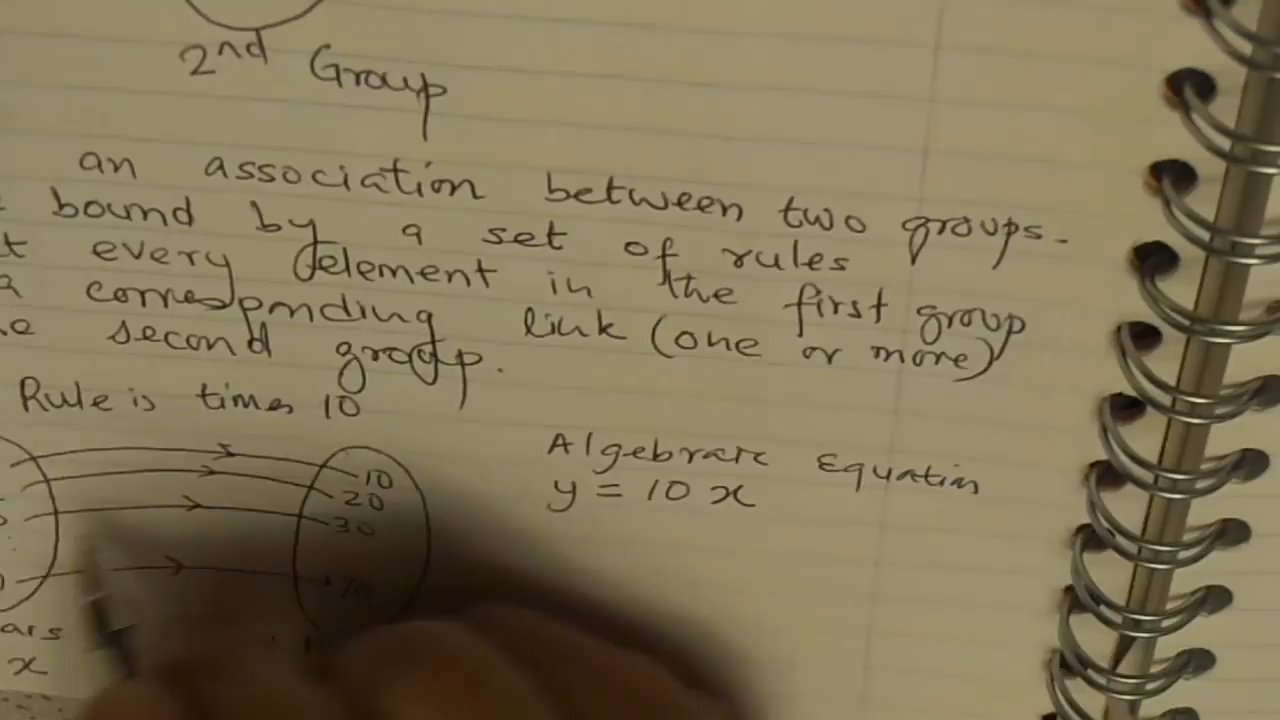 2nd Group
an association between two groups.
bound by a set of rules
every element in the first group
a corresponding link (one or more)
second group.
Rule is times 10
10
20
30
Algebraic Equation
y = 10 x
x